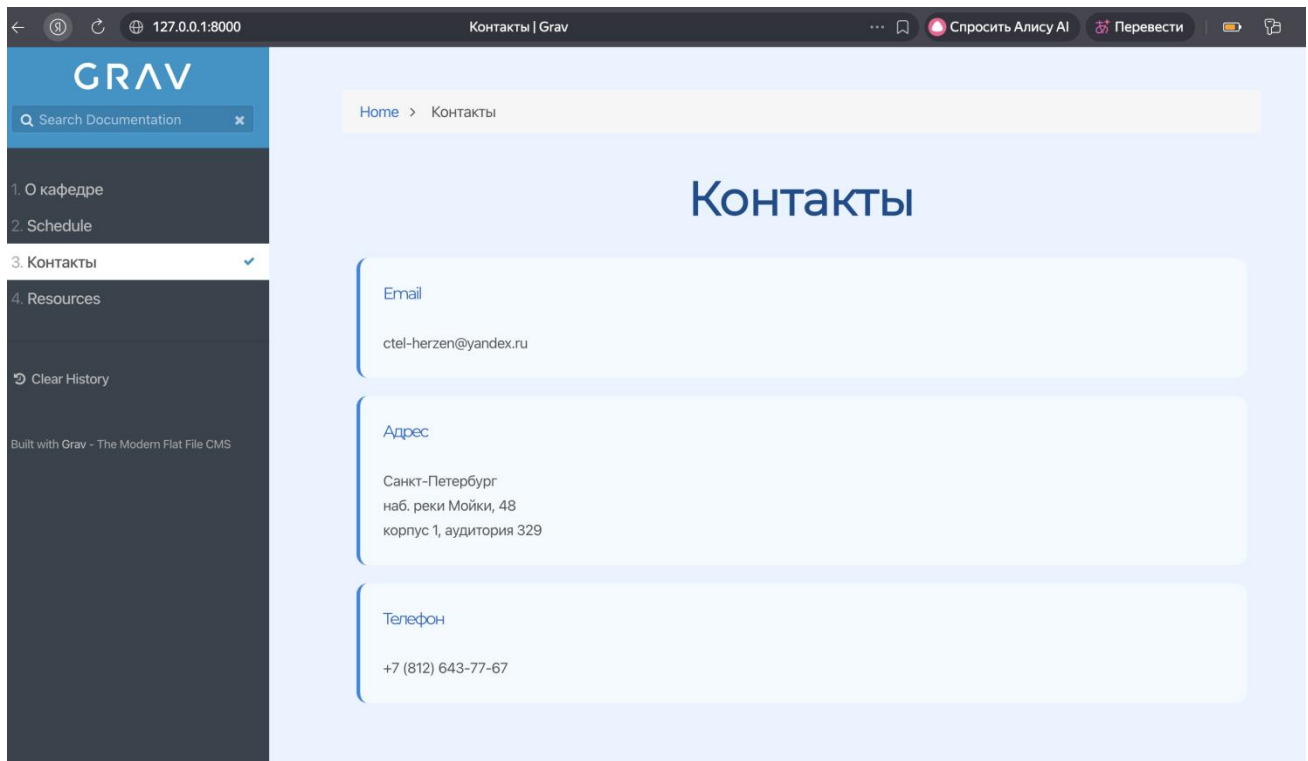 127.0.0.1:8000
Контакты | Grav
Спросить Алису AI
Перевести
GRAV
Search Documentation
1. О кафедре
2. Schedule
3. Контакты
4. Resources
Clear History
Built with Grav - The Modern Flat File CMS
Home > Контакты
Контакты
Email
ctel-herzen@yandex.ru
Адрес
Санкт-Петербург
наб. реки Мойки, 48
корпус 1, аудитория 329
Телефон
+7 (812) 643-77-67